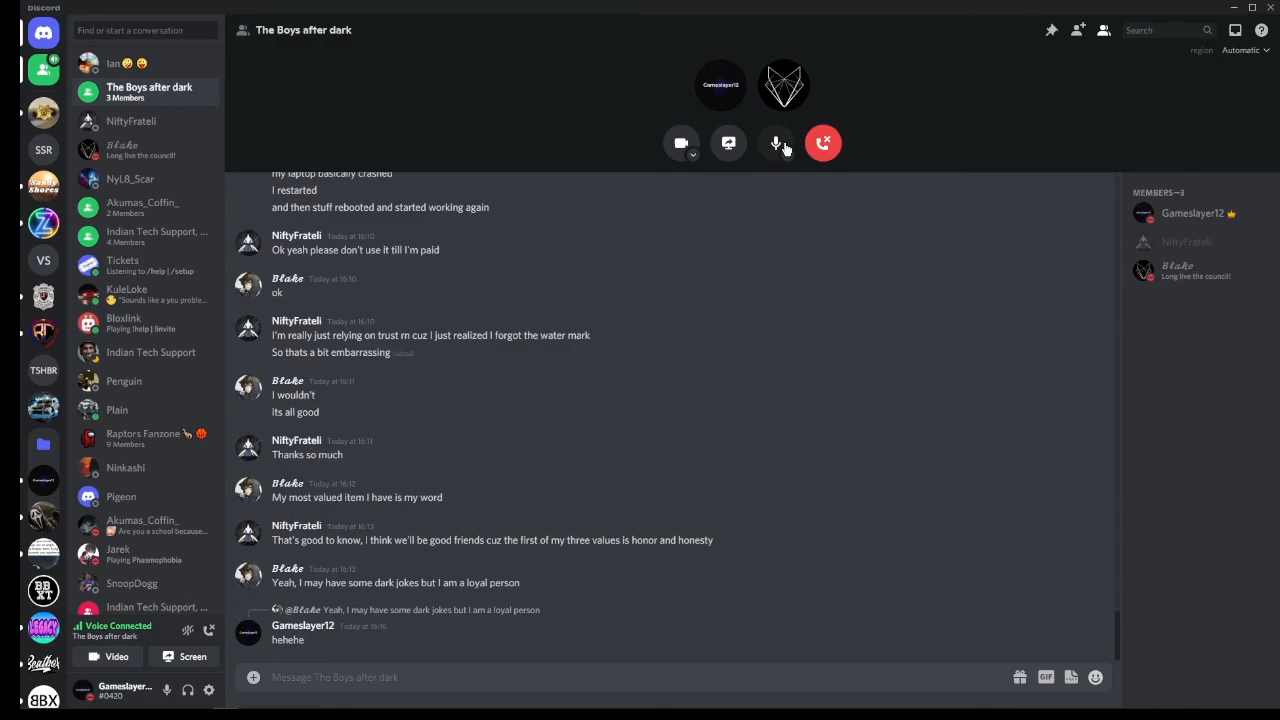 Discord
Find or start a conversation
Ian
The Boys after dark
3 Members
NiftyFrateli
Blake
Long live the council!
NyL8_Scar
Akumas_Coffin_
2 Members
Indian Tech Support, ...
4 Members
Tickets
Listening to /help | /setup
KuleLoke
"Sounds like a you proble...
Bloxlink
Playing !help | !invite
Indian Tech Support
Penguin
Plain
Raptors Fanzone
9 Members
Ninkashi
Pigeon
Akumas_Coffin_
Are you a school because...
Jarek
Playing Phasmophobia
SnoopDogg
Indian Tech Support, ...
Voice Connected
The Boys after dark
Video
Screen
Gameslayer...
#0420
SSR
VS
TSHBR
BBXT
LEGACY
BBX
The Boys after dark
Search
region
Automatic
Gameslayer12
my laptop basically crashed
I restarted
and then stuff rebooted and started working again
NiftyFrateli Today at 16:10
Ok yeah please don't use it till I'm paid
Blake Today at 16:10
ok
NiftyFrateli Today at 16:10
I'm really just relying on trust rn cuz I just realized I forgot the water mark
So thats a bit embarrassing (edited)
Blake Today at 16:11
I wouldn't
its all good
NiftyFrateli Today at 16:11
Thanks so much
Blake Today at 16:12
My most valued item I have is my word
NiftyFrateli Today at 16:13
That's good to know, I think we'll be good friends cuz the first of my three values is honor and honesty
Blake Today at 16:13
Yeah, I may have some dark jokes but I am a loyal person
@Blake Yeah, I may have some dark jokes but I am a loyal person
Gameslayer12 Today at 16:16
hehehe
Message The Boys after dark
GIF
MEMBERS—3
Gameslayer12
NiftyFrateli
Blake
Long live the council!